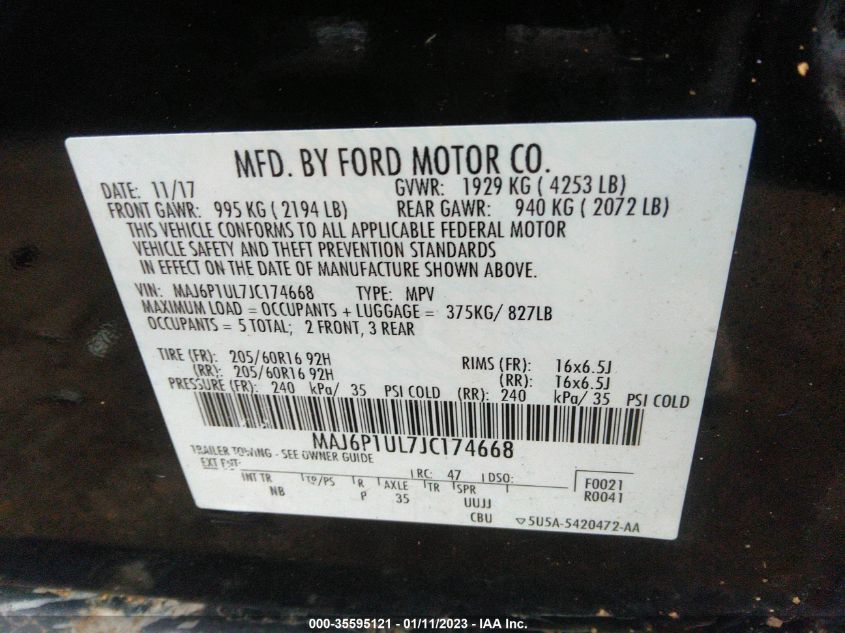 MFD. BY FORD MOTOR CO.
DATE: 11/17 GVWR: 1929 KG ( 4253 LB)
FRONT GAWR: 995 KG ( 2194 LB) REAR GAWR: 940 KG ( 2072 LB)
THIS VEHICLE CONFORMS TO ALL APPLICABLE FEDERAL MOTOR
VEHICLE SAFETY AND THEFT PREVENTION STANDARDS
IN EFFECT ON THE DATE OF MANUFACTURE SHOWN ABOVE.
VIN: MAJ6P1UL7JC174668 TYPE: MPV
MAXIMUM LOAD = OCCUPANTS + LUGGAGE = 375KG/ 827LB
OCCUPANTS = 5 TOTAL; 2 FRONT, 3 REAR
TIRE (FR): 205/60R16 92H RIMS (FR): 16x6.5J
(RR): 205/60R16 92H (RR): 16x6.5J
PRESSURE (FR): 240 kPa/ 35 PSI COLD (RR): 240 kPa/ 35 PSI COLD
MAJ6P1UL7JC174668
TRAILER TOWING - SEE OWNER GUIDE
EXT PNT: RC: 47 DSO: F0021
INT TR TP/PS R AXLE TR SPR R0041
NB P 35 UUJJ
CBU 5U5A-5420472-AA
000-35595121 - 01/11/2023 - IAA Inc.